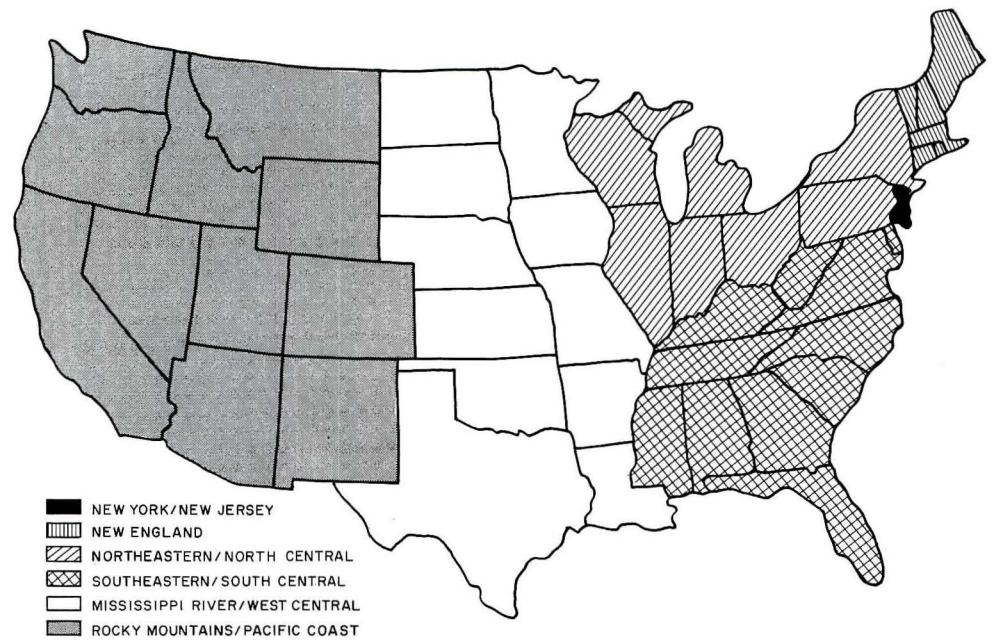 NEW YORK/NEW JERSEY
NEW ENGLAND
NORTHEASTERN/NORTH CENTRAL
SOUTHEASTERN/SOUTH CENTRAL
MISSISSIPPI RIVER/WEST CENTRAL
ROCKY MOUNTAINS/PACIFIC COAST